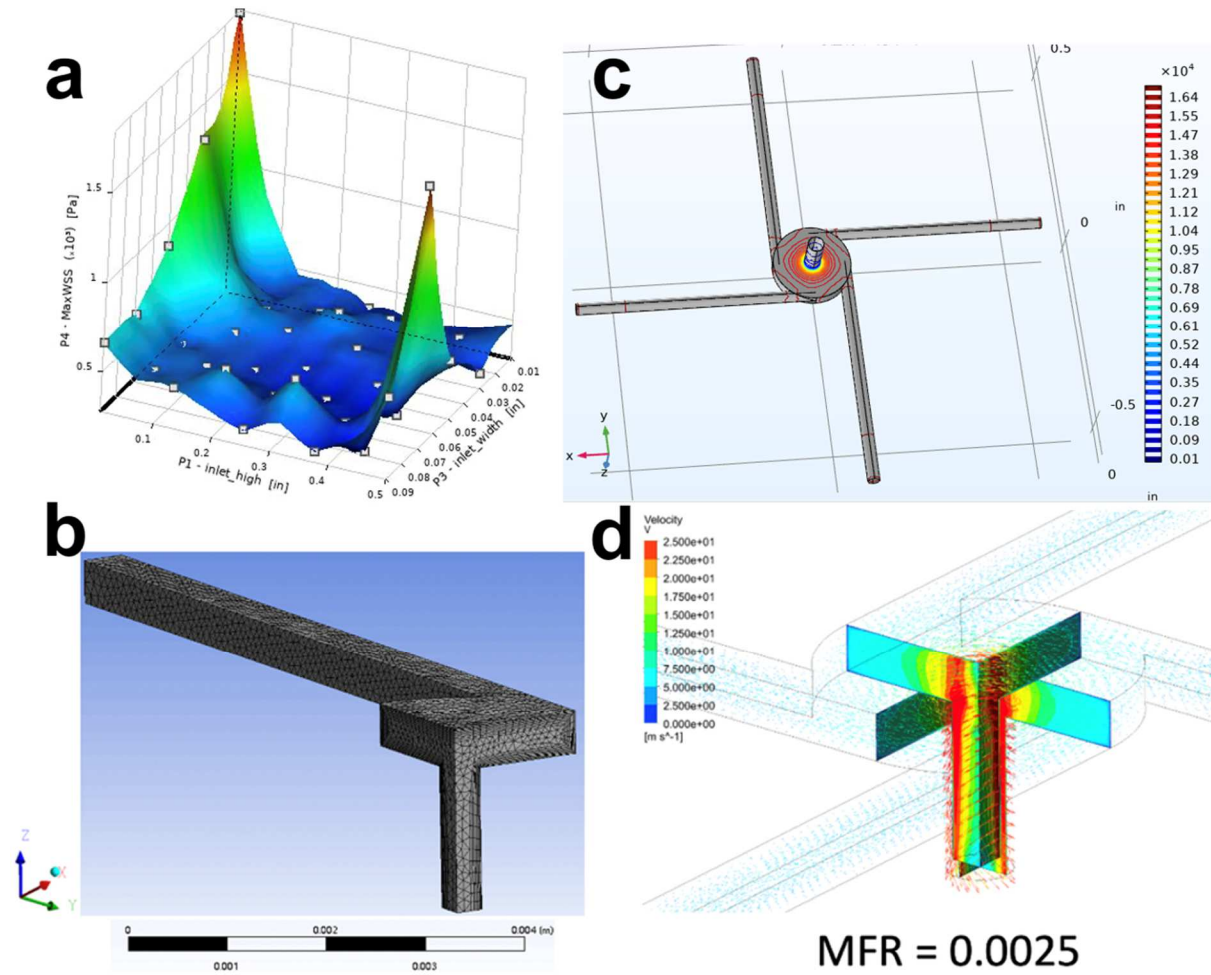 a
1.5
1
0.5
P4 - MaxWSS (.10³) [Pa]
0.1
0.2
0.3
0.4
0.5
P1 - inlet_high [in]
0.01
0.02
0.03
0.04
0.05
0.06
0.07
0.08
0.09
P3 - inlet_width [in]
c
0.5
in
0
-0.5
0
in
y
x
z
×10⁴
1.64
1.55
1.47
1.38
1.29
1.21
1.12
1.04
0.95
0.87
0.78
0.69
0.61
0.52
0.44
0.35
0.27
0.18
0.09
0.01
b
Z
X
Y
0
0.002
0.004 (m)
0.001
0.003
d
Velocity
V
2.500e+01
2.250e+01
2.000e+01
1.750e+01
1.500e+01
1.250e+01
1.000e+01
7.500e+00
5.000e+00
2.500e+00
0.000e+00
[m s^-1]
MFR = 0.0025